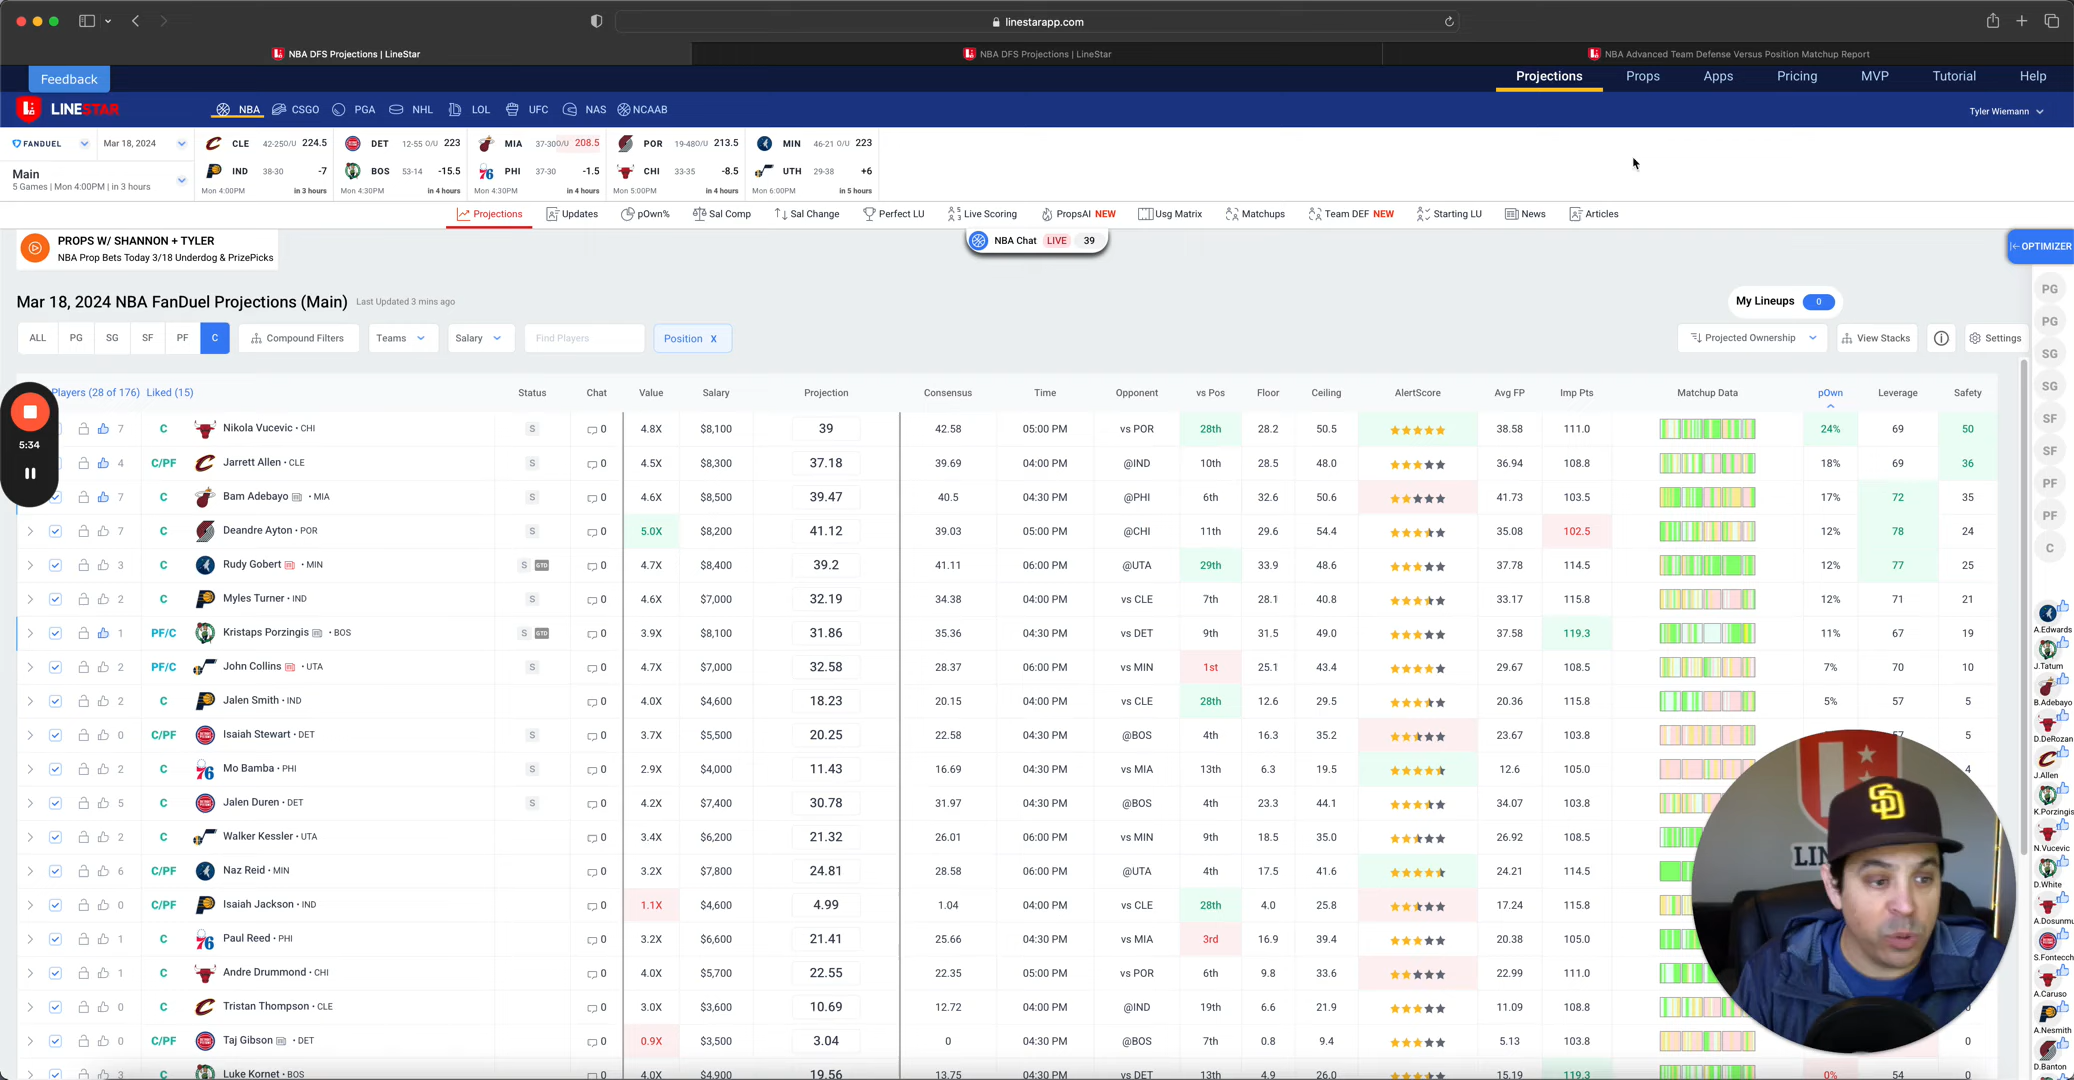 linestarapp.com
NBA DFS Projections | LineStar
NBA DFS Projections | LineStar
NBA Advanced Team Defense Versus Position Matchup Report
Feedback
Projections Props Apps Pricing MVP Tutorial Help
LINESTAR
NBA CSGO PGA NHL LOL UFC NAS NCAAB
Tyler Wiemann
FANDUEL Mar 18, 2024
Main
5 Games | Mon 4:00PM | in 3 hours
CLE 42-25 O/U 224.5
IND 38-30 -7
Mon 4:00PM in 3 hours
DET 12-55 O/U 223
BOS 53-14 -15.5
Mon 4:30PM in 4 hours
MIA 37-30 O/U 208.5
PHI 37-30 -1.5
Mon 4:30PM in 4 hours
POR 19-48 O/U 213.5
CHI 33-35 -8.5
Mon 5:00PM in 4 hours
MIN 46-21 O/U 223
UTH 29-38 +6
Mon 6:00PM in 5 hours
Projections Updates pOwn% Sal Comp Sal Change Perfect LU Live Scoring PropsAI NEW Usg Matrix Matchups Team DEF NEW Starting LU News Articles
PROPS W/ SHANNON + TYLER
NBA Prop Bets Today 3/18 Underdog & PrizePicks
NBA Chat LIVE 39
OPTIMIZER
Mar 18, 2024 NBA FanDuel Projections (Main) Last Updated 3 mins ago
My Lineups 0
ALL PG SG SF PF C Compound Filters Teams Salary Find Players Position X
Projected Ownership View Stacks Settings
Players (28 of 176) Liked (15) Status Chat Value Salary Projection Consensus Time Opponent vs Pos Floor Ceiling AlertScore Avg FP Imp Pts Matchup Data pOwn Leverage Safety
7 C Nikola Vucevic • CHI S 0 4.8X $8,100 39 42.58 05:00 PM vs POR 28th 28.2 50.5 38.58 111.0 24% 69 50
4 C/PF Jarrett Allen • CLE S 0 4.5X $8,300 37.18 39.69 04:00 PM @IND 10th 28.5 48.0 36.94 108.8 18% 69 36
7 C Bam Adebayo • MIA S 0 4.6X $8,500 39.47 40.5 04:30 PM @PHI 6th 32.6 50.6 41.73 103.5 17% 72 35
7 C Deandre Ayton • POR S 0 5.0X $8,200 41.12 39.03 05:00 PM @CHI 11th 29.6 54.4 35.08 102.5 12% 78 24
3 C Rudy Gobert • MIN S GTD 0 4.7X $8,400 39.2 41.11 06:00 PM @UTA 29th 33.9 48.6 37.78 114.5 12% 77 25
2 C Myles Turner • IND S 0 4.6X $7,000 32.19 34.38 04:00 PM vs CLE 7th 28.1 40.8 33.17 115.8 12% 71 21
1 PF/C Kristaps Porzingis • BOS S GTD 0 3.9X $8,100 31.86 35.36 04:30 PM vs DET 9th 31.5 49.0 37.58 119.3 11% 67 19
2 PF/C John Collins • UTA S 0 4.7X $7,000 32.58 28.37 06:00 PM vs MIN 1st 25.1 43.4 29.67 108.5 7% 70 10
2 C Jalen Smith • IND 0 4.0X $4,600 18.23 20.15 04:00 PM vs CLE 28th 12.6 29.5 20.36 115.8 5% 57 5
0 C/PF Isaiah Stewart • DET S 0 3.7X $5,500 20.25 22.58 04:30 PM @BOS 4th 16.3 35.2 23.67 103.8 5
2 C Mo Bamba • PHI S 0 2.9X $4,000 11.43 16.69 04:30 PM vs MIA 13th 6.3 19.5 12.6 105.0 4
5 C Jalen Duren • DET S 0 4.2X $7,400 30.78 31.97 04:30 PM @BOS 4th 23.3 44.1 34.07 103.8
2 C Walker Kessler • UTA 0 3.4X $6,200 21.32 26.01 06:00 PM vs MIN 9th 18.5 35.0 26.92 108.5
6 C/PF Naz Reid • MIN 0 3.2X $7,800 24.81 28.58 06:00 PM @UTA 4th 17.5 41.6 24.21 114.5
0 C/PF Isaiah Jackson • IND 0 1.1X $4,600 4.99 1.04 04:00 PM vs CLE 28th 4.0 25.8 17.24 115.8
1 C Paul Reed • PHI 0 3.2X $6,600 21.41 25.66 04:30 PM vs MIA 3rd 16.9 39.4 20.38 105.0
1 C Andre Drummond • CHI 0 4.0X $5,700 22.55 22.35 05:00 PM vs POR 6th 9.8 33.6 22.99 111.0
0 C Tristan Thompson • CLE 0 3.0X $3,600 10.69 12.72 04:00 PM @IND 19th 6.6 21.9 11.09 108.8
0 C/PF Taj Gibson • DET 0 0.9X $3,500 3.04 0 04:30 PM @BOS 7th 0.8 9.4 5.13 103.8 0
3 C Luke Kornet • BOS 0 4.0X $4,900 19.56 13.75 04:30 PM vs DET 13th 4.9 26.0 15.19 119.3 0% 54 0
5:34
PG
PG
SG
SG
SF
SF
PF
PF
C
A.Edwards
J.Tatum
B.Adebayo
D.DeRozan
J.Allen
K.Porzingis
N.Vucevic
D.White
A.Dosunmu
S.Fontecch
A.Caruso
A.Nesmith
D.Banton
SD